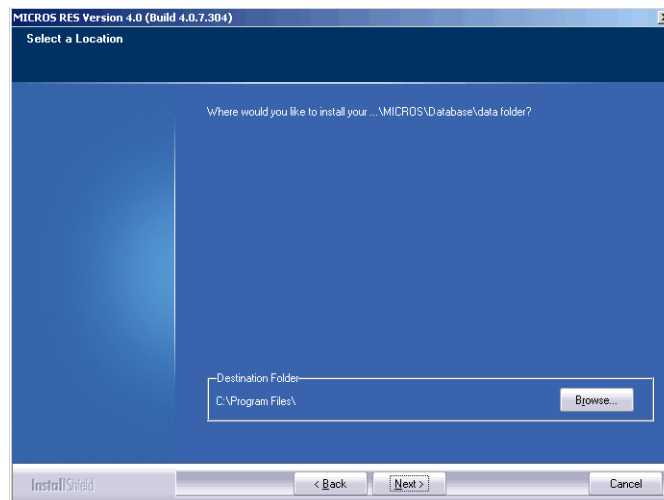 MICROS RES Version 4.0 (Build 4.0.7.304)
Select a Location
Where would you like to install your ...\MICROS\Database\data folder?
Destination Folder
C:\Program Files\
Browse...
InstallShield
< Back
Next >
Cancel